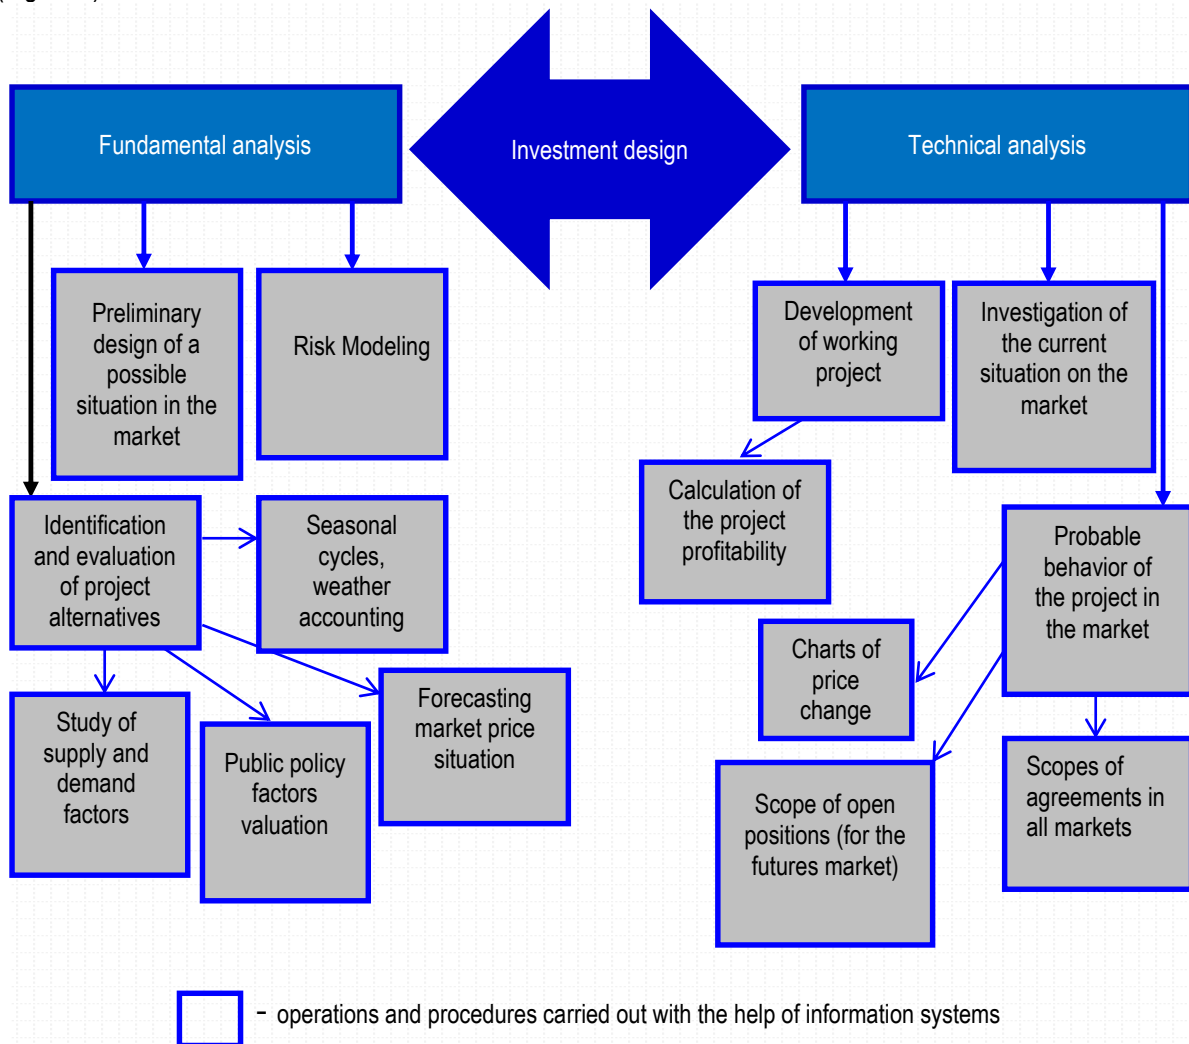 Fundamental analysis
Investment design
Technical analysis
Preliminary
design of a
possible
situation in the
market
Risk Modeling
Development
of working
project
Investigation of
the current
situation on the
market
Identification
and evaluation
of project
alternatives
Seasonal
cycles,
weather
accounting
Calculation of
the project
profitability
Probable
behavior of
the project in
the market
Study of
supply and
demand
factors
Public policy
factors
valuation
Forecasting
market price
situation
Charts of
price
change
Scope of open
positions (for the
futures market)
Scopes of
agreements in
all markets
- operations and procedures carried out with the help of information systems